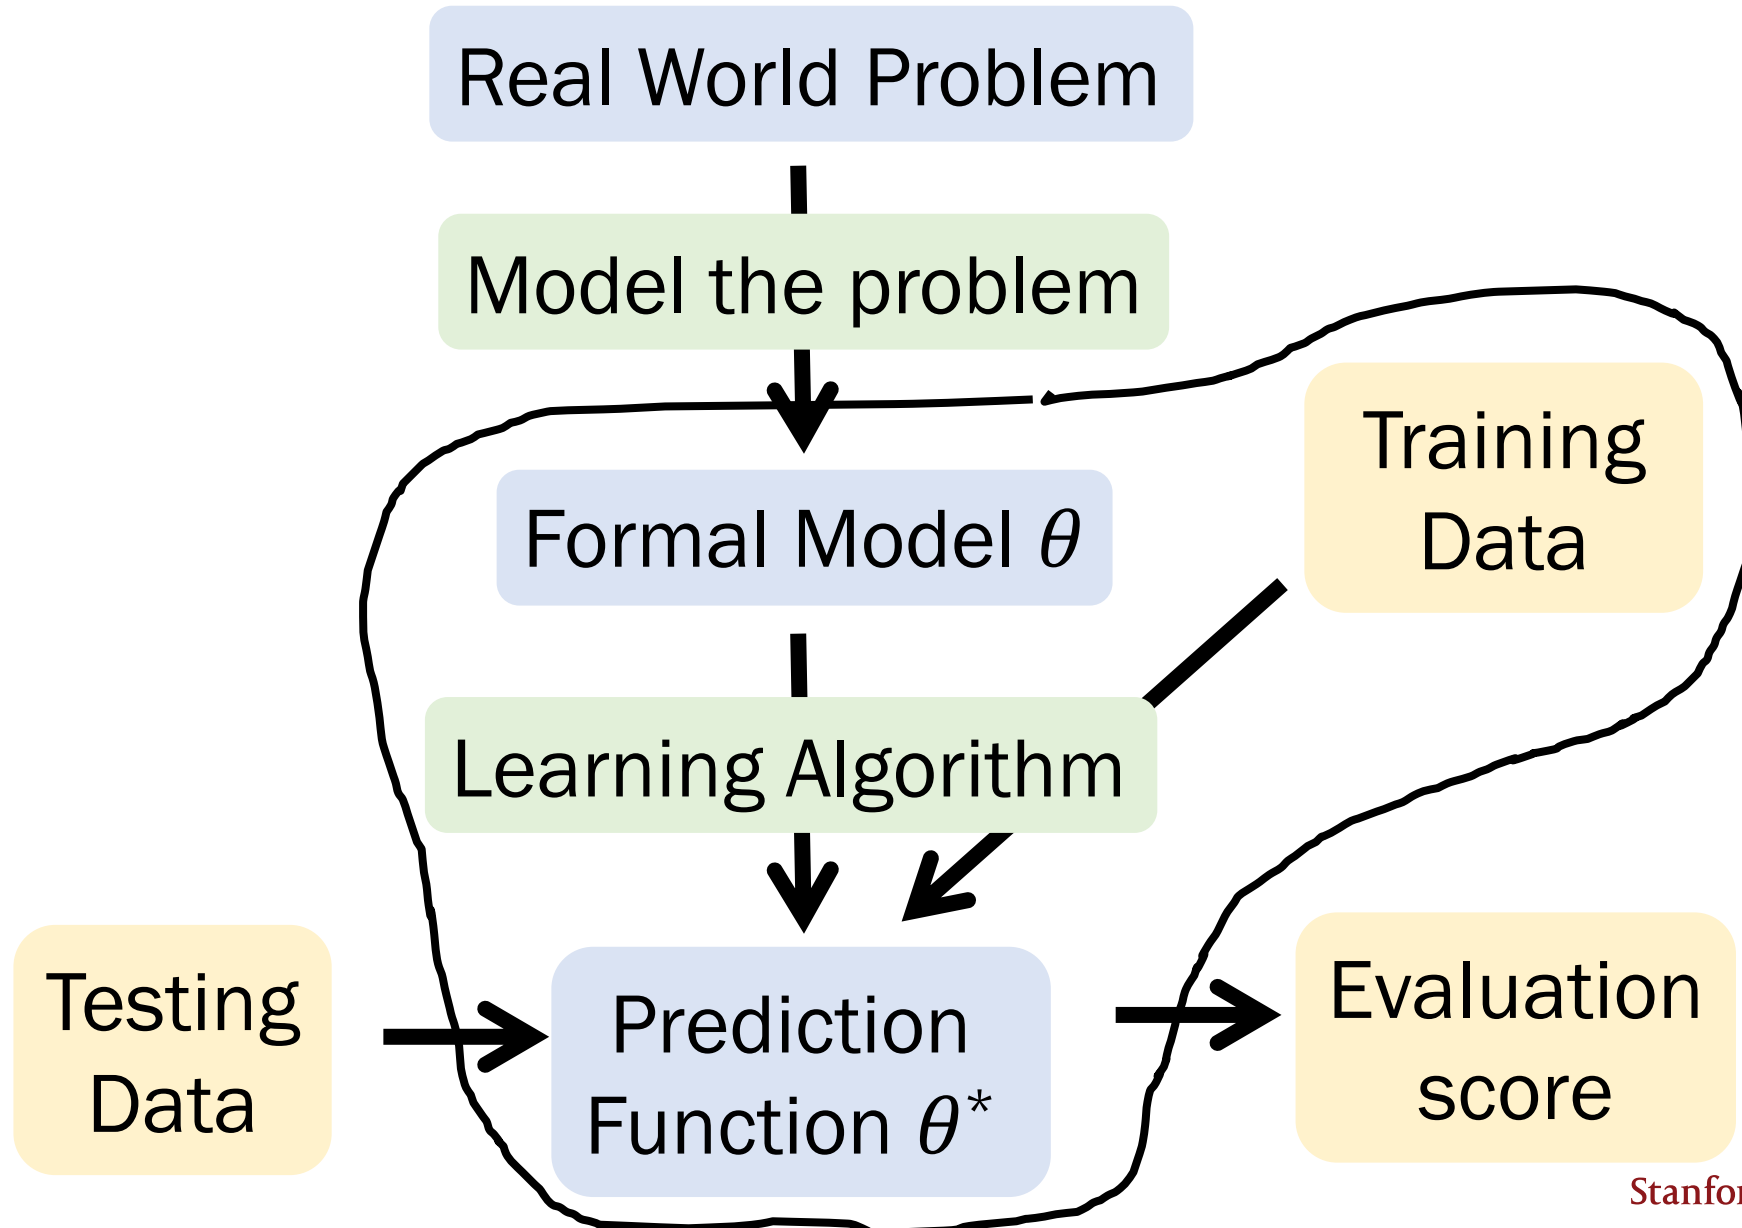 Real World Problem
Model the problem
Training
Data
Formal Model θ
Learning Algorithm
Testing
Data
Prediction
Function θ*
Evaluation
score